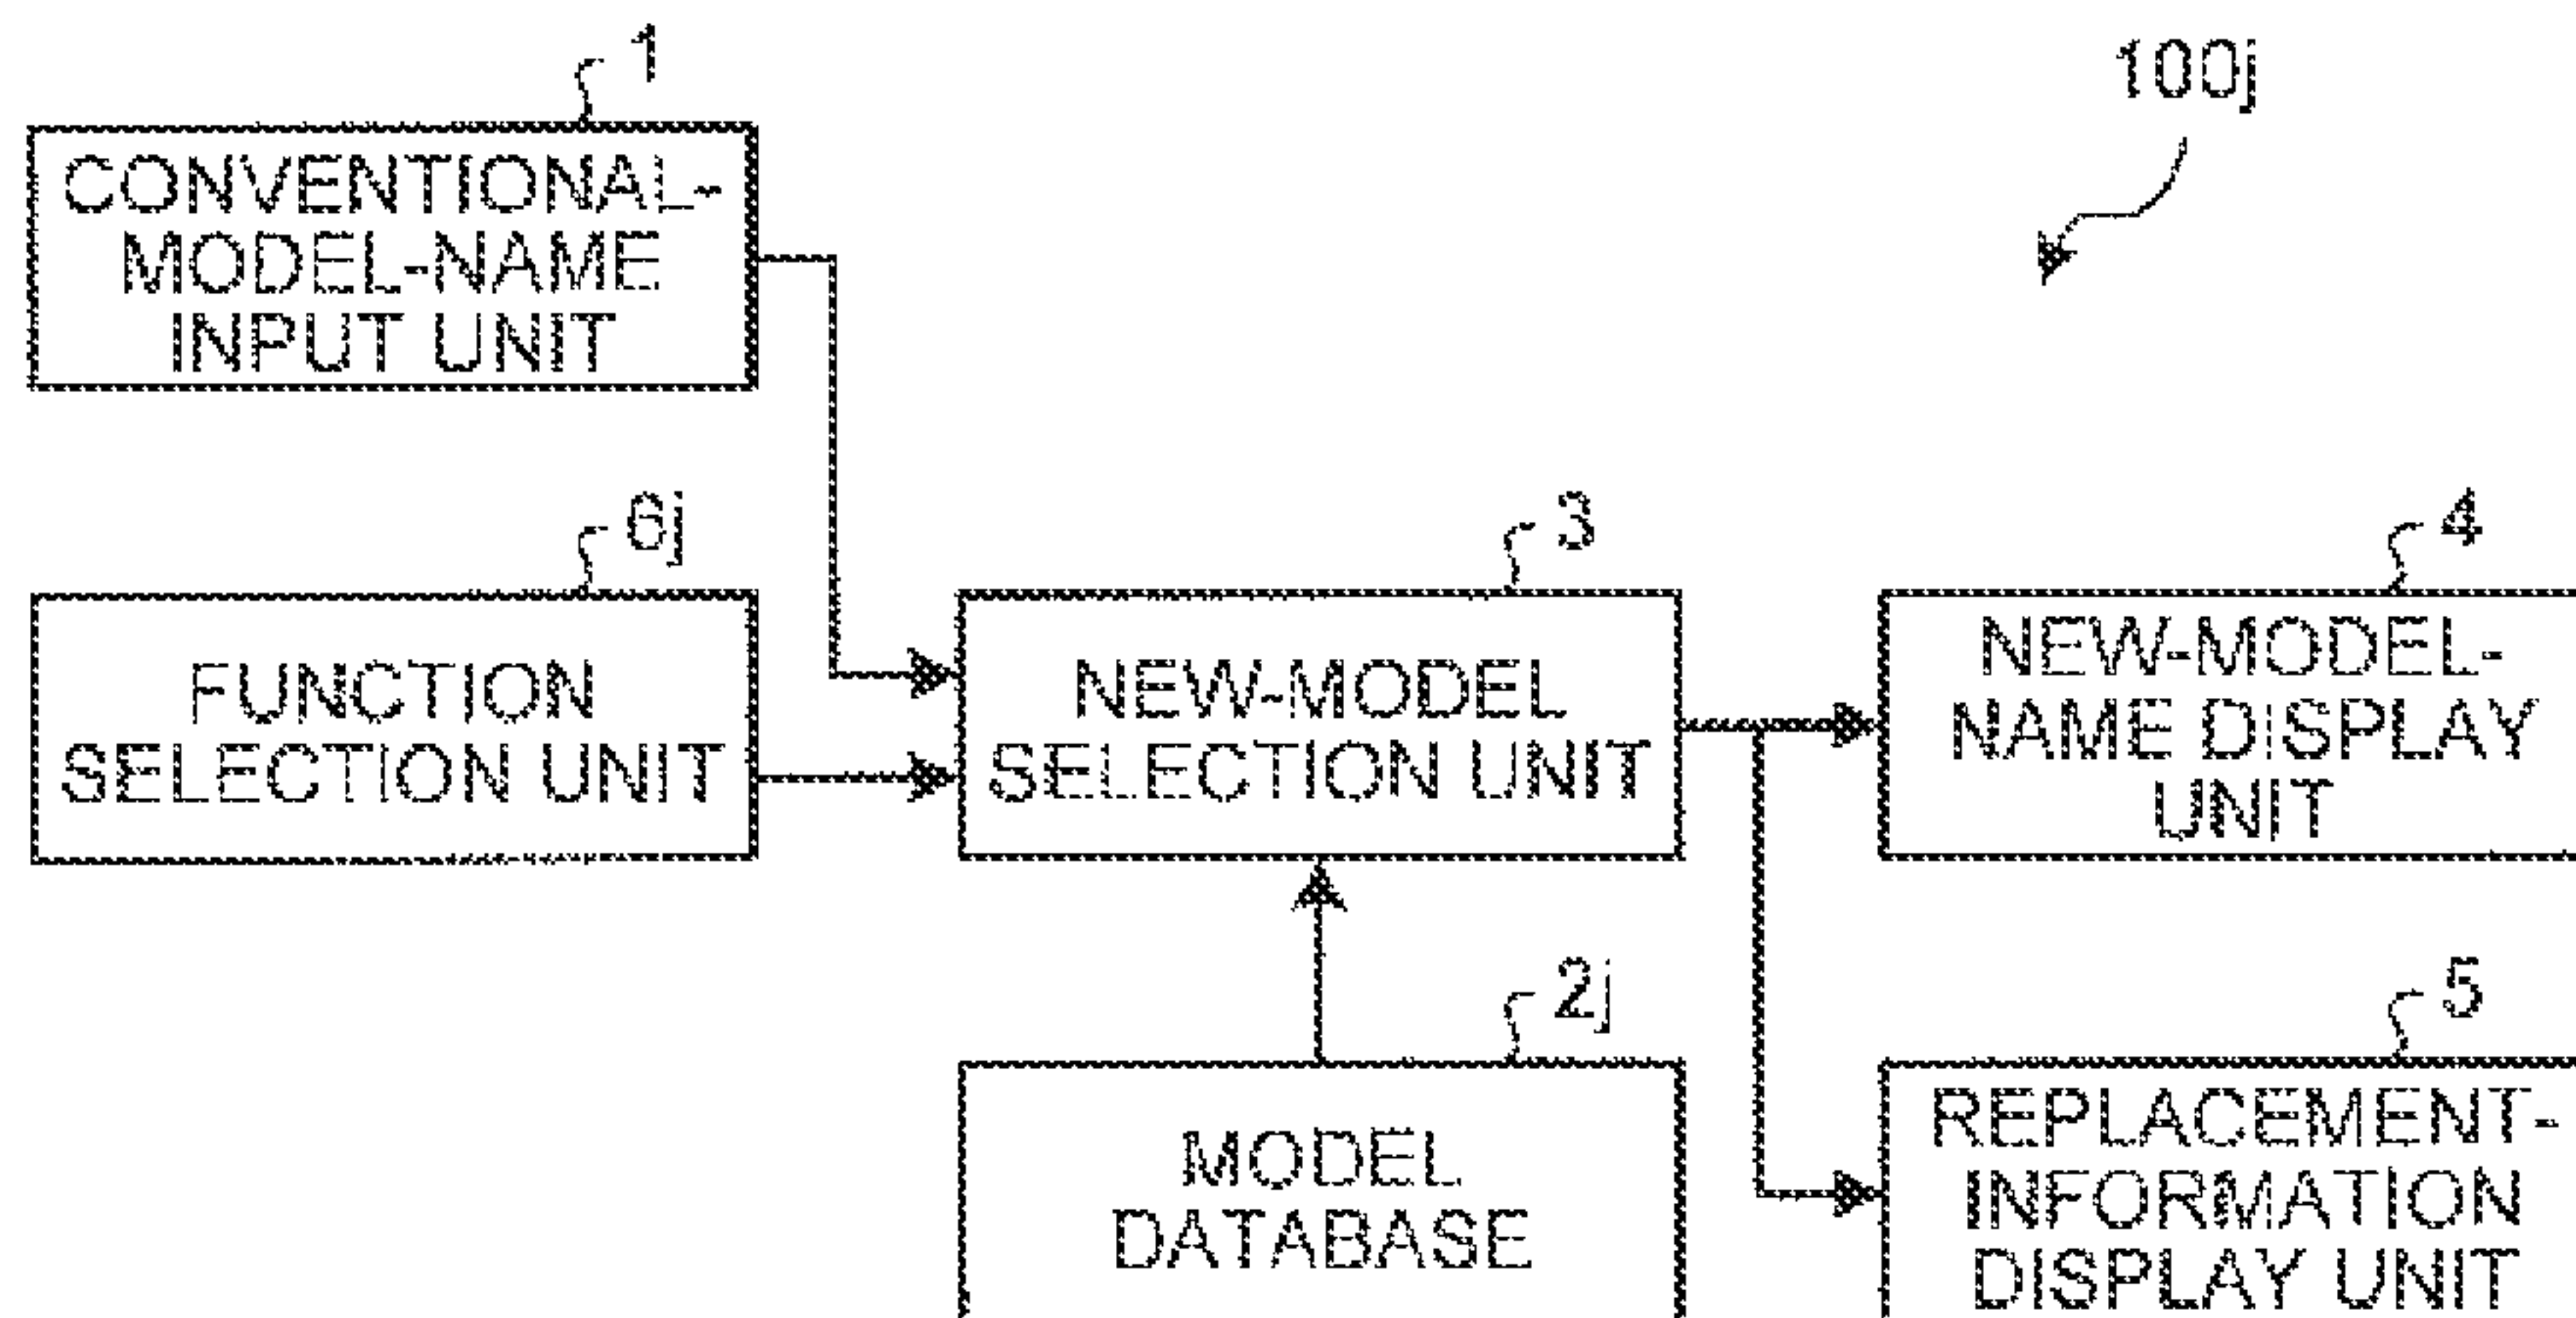 1
100j
CONVENTIONAL-
MODEL-NAME
INPUT UNIT
6j
FUNCTION
SELECTION UNIT
3
NEW-MODEL
SELECTION UNIT
4
NEW-MODEL-
NAME DISPLAY
UNIT
2j
MODEL
DATABASE
5
REPLACEMENT-
INFORMATION
DISPLAY UNIT